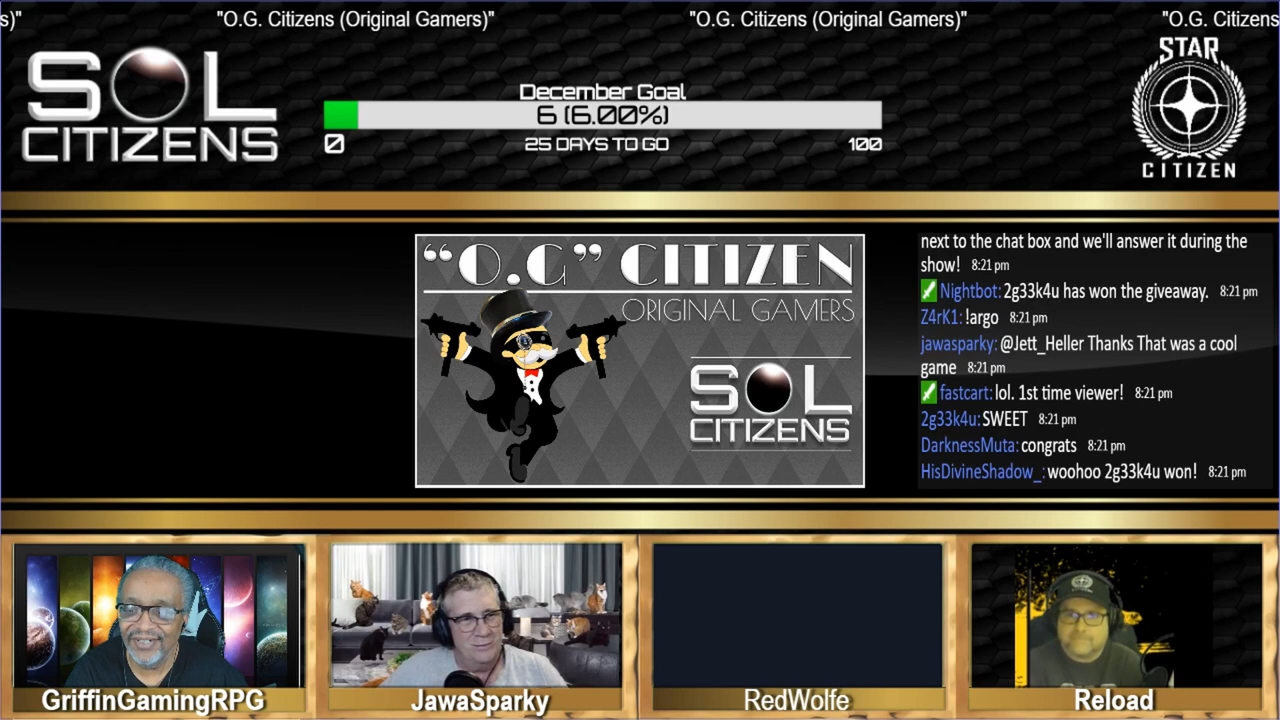 s)"
"O.G. Citizens (Original Gamers)"
"O.G. Citizens (Original Gamers)"
"O.G. Citizens
SOL
CITIZENS
December Goal
6 (6.00%)
0
25 DAYS TO GO
100
STAR
CITIZEN
“O.G” CITIZEN
ORIGINAL GAMERS
SOL
CITIZENS
next to the chat box and we'll answer it during the
show! 8:21 pm
Nightbot: 2g33k4u has won the giveaway. 8:21 pm
Z4rK1: !argo 8:21 pm
jawasparky: @Jett_Heller Thanks That was a cool
game 8:21 pm
fastcart: lol. 1st time viewer! 8:21 pm
2g33k4u: SWEET 8:21 pm
DarknessMuta: congrats 8:21 pm
HisDivineShadow_: woohoo 2g33k4u won! 8:21 pm
GriffinGamingRPG
JawaSparky
RedWolfe
Reload